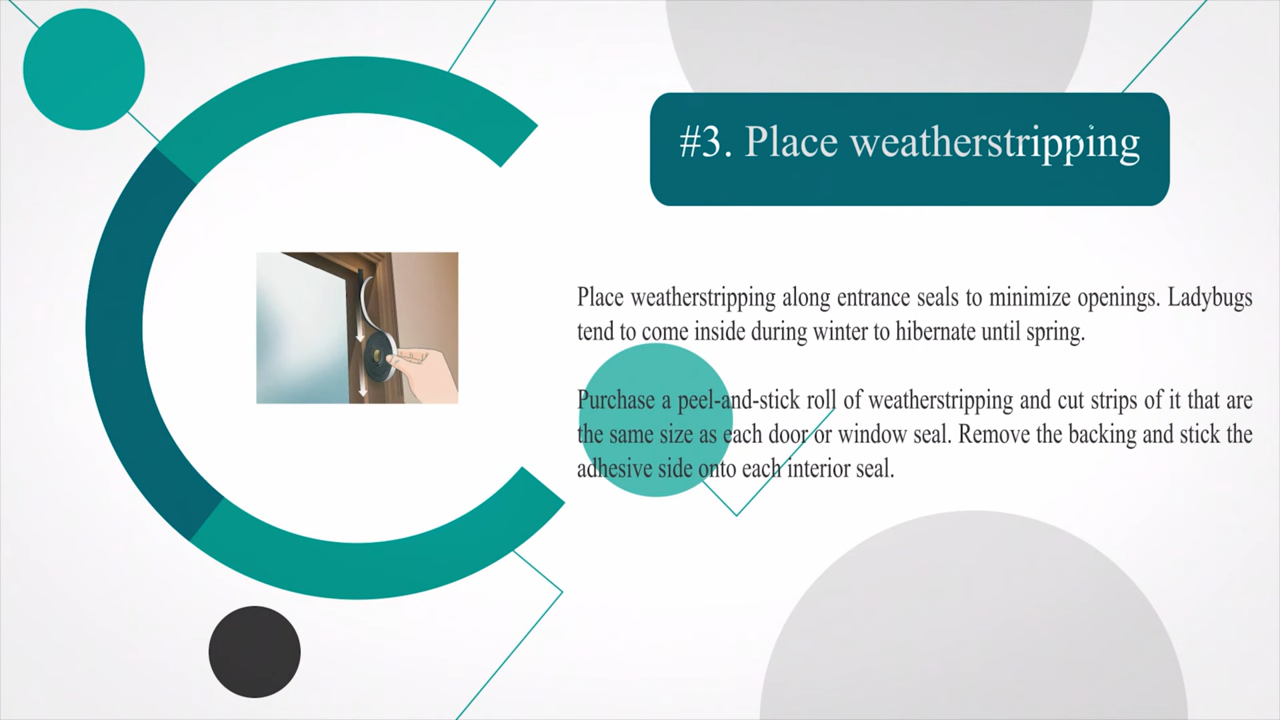 #3. Place weatherstripping
Place weatherstripping along entrance seals to minimize openings. Ladybugs
tend to come inside during winter to hibernate until spring.
Purchase a peel-and-stick roll of weatherstripping and cut strips of it that are
the same size as each door or window seal. Remove the backing and stick the
adhesive side onto each interior seal.